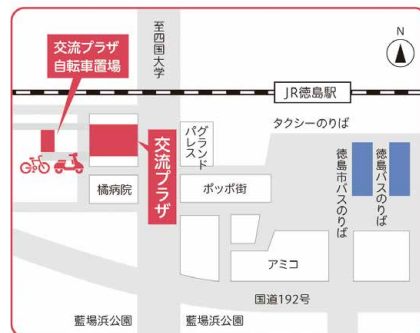 交流プラザ
自転車置場
至四国大学
N
JR徳島駅
タクシーのりば
グランド
パレス
交流プラザ
橘病院
ポッポ街
徳島市バスのりば
徳島バスのりば
アミコ
国道192号
藍場浜公園
藍場浜公園